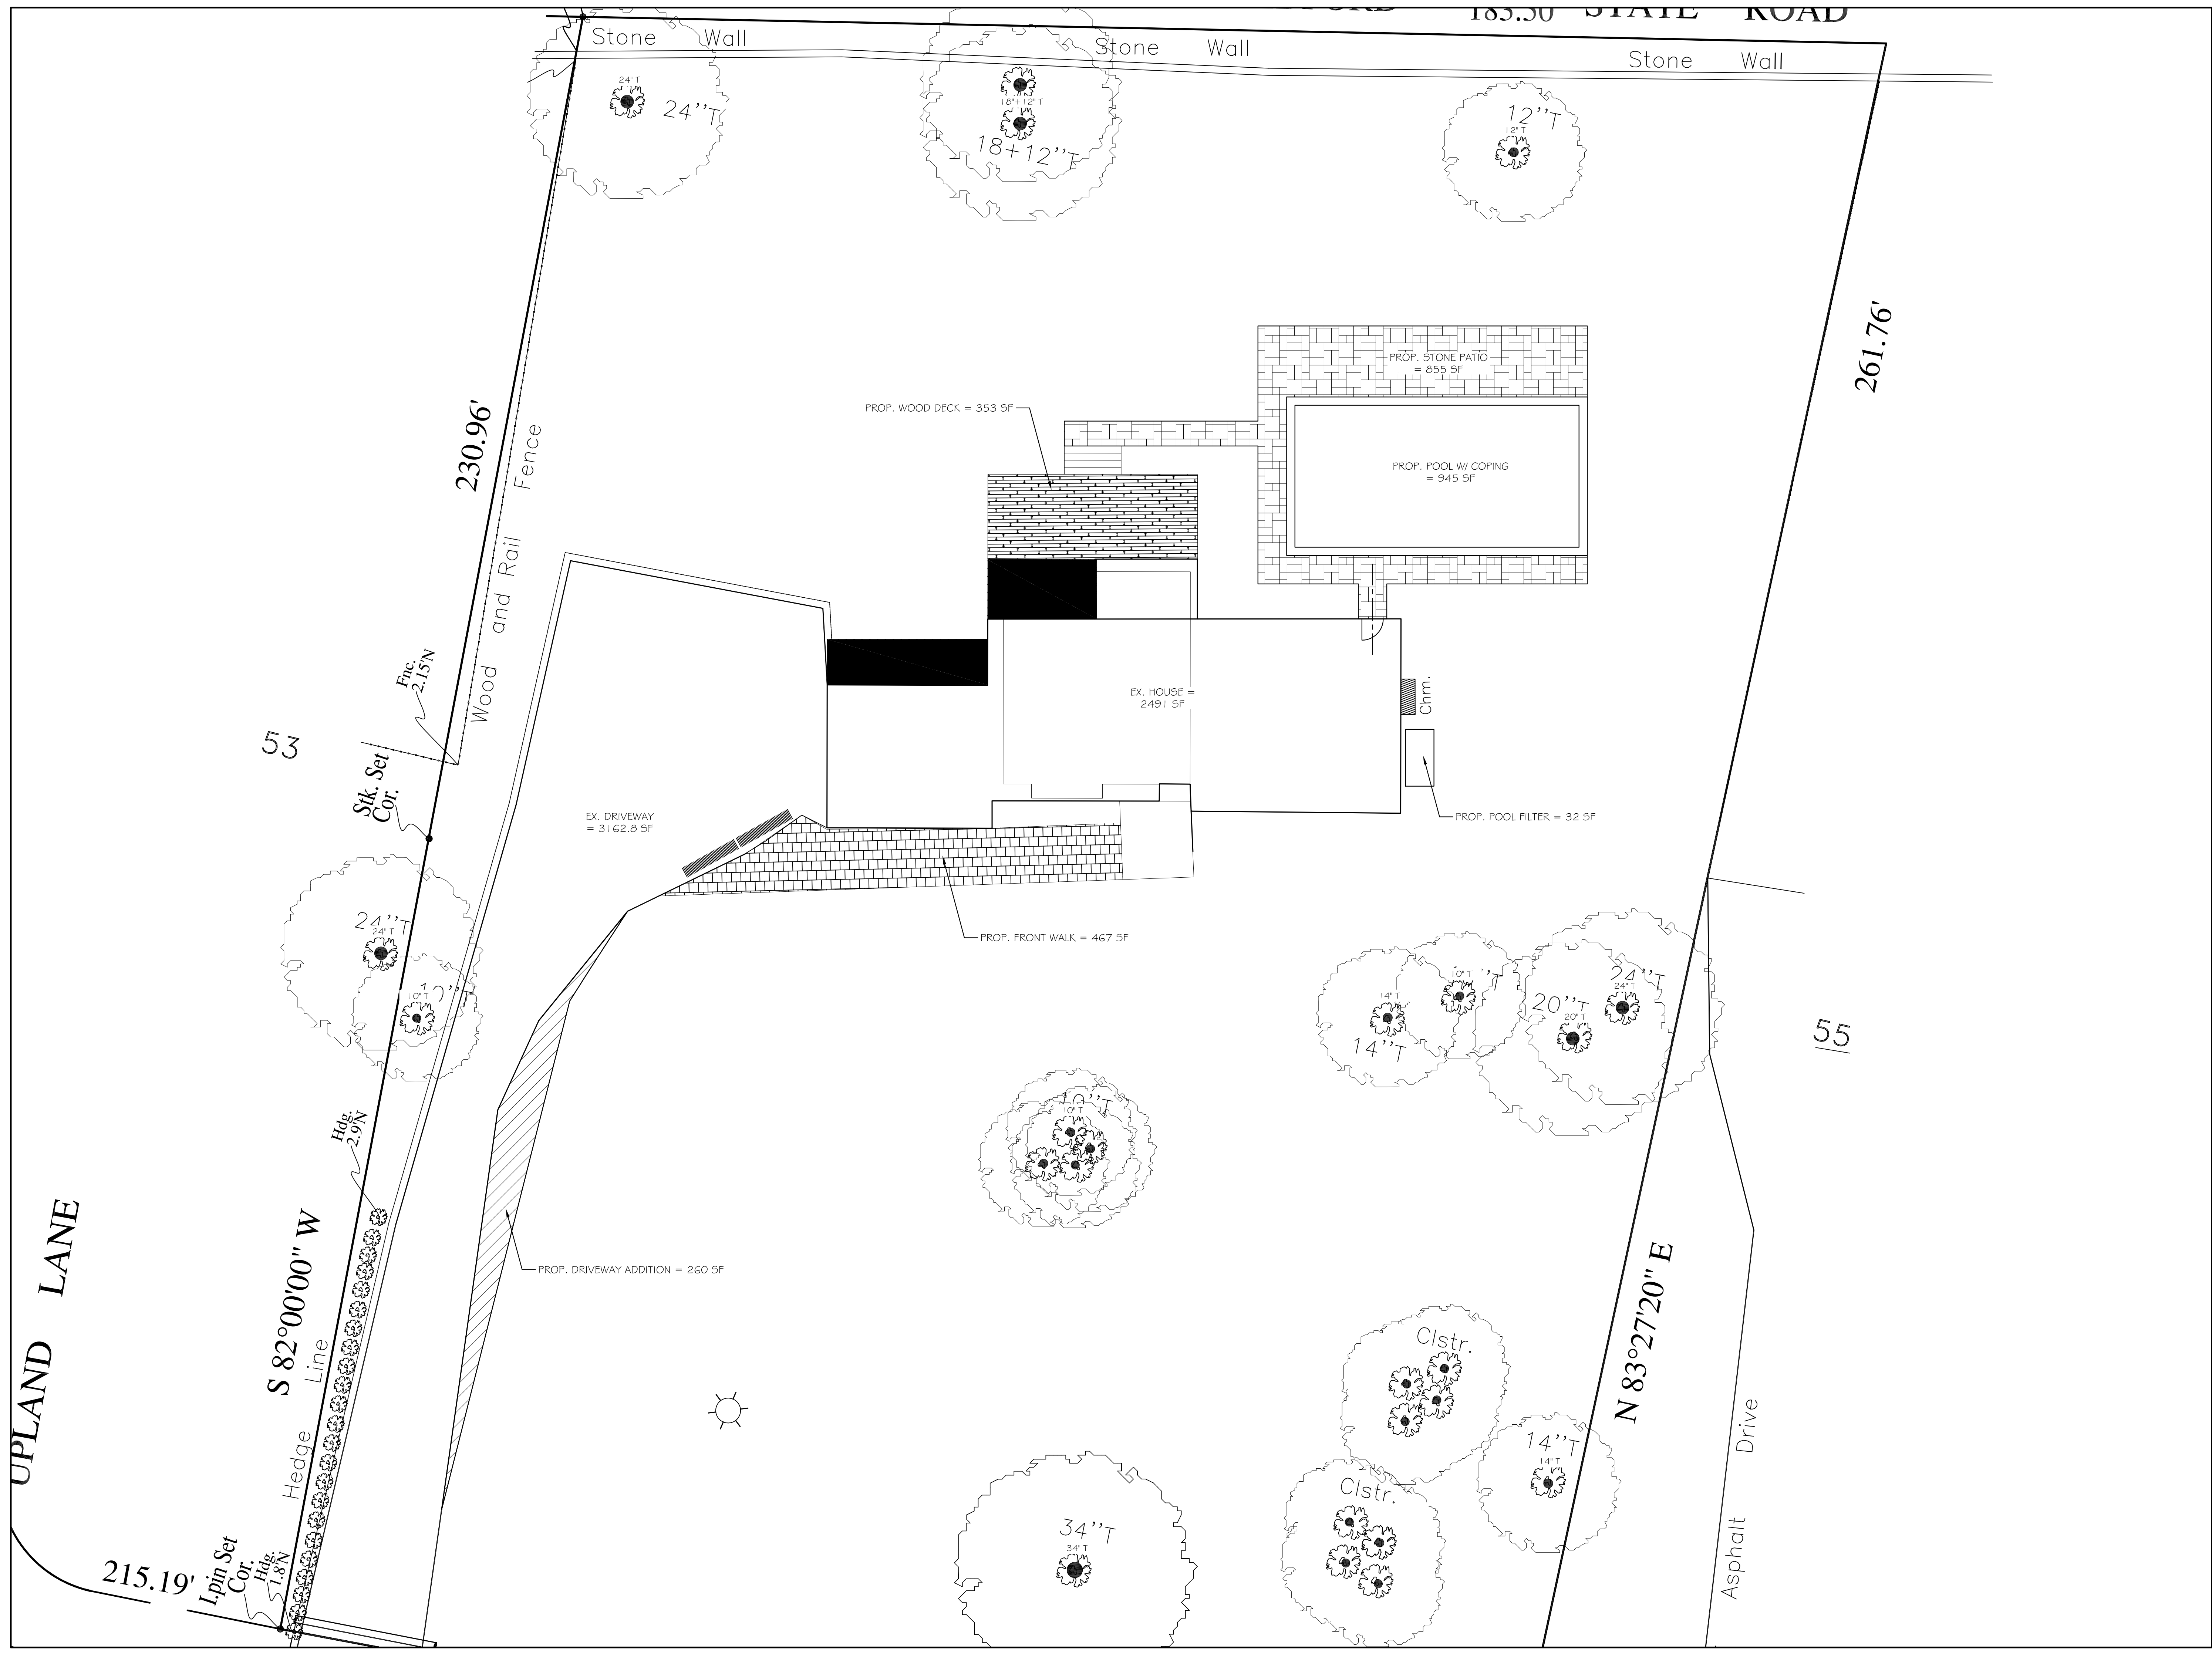 183.50' STATE ROAD
Stone Wall
Stone Wall
Stone Wall
24" T
24''T
18"+12" T
18+12''T
12''T
12" T
261.76'
230.96'
Wood and Rail Fence
PROP. STONE PATIO
= 855 SF
PROP. WOOD DECK = 353 SF
PROP. POOL W/ COPING
= 945 SF
Fnc.
2.15'N
EX. HOUSE =
2491 SF
Chm.
53
Stk. Set
Cor.
EX. DRIVEWAY
= 3162.8 SF
PROP. POOL FILTER = 32 SF
PROP. FRONT WALK = 467 SF
24''T
24" T
10''T
10" T
14" T
14''T
10" T
24''T
24" T
20''T
20" T
55
10''T
10" T
Hdg.
2.9'N
S 82°00'00" W
Hedge Line
UPLAND LANE
PROP. DRIVEWAY ADDITION = 260 SF
N 83°27'20" E
Clstr.
Clstr.
14''T
14" T
34''T
34" T
Asphalt Drive
215.19'
I.pin Set
Cor.
Hdg.
1.8'N